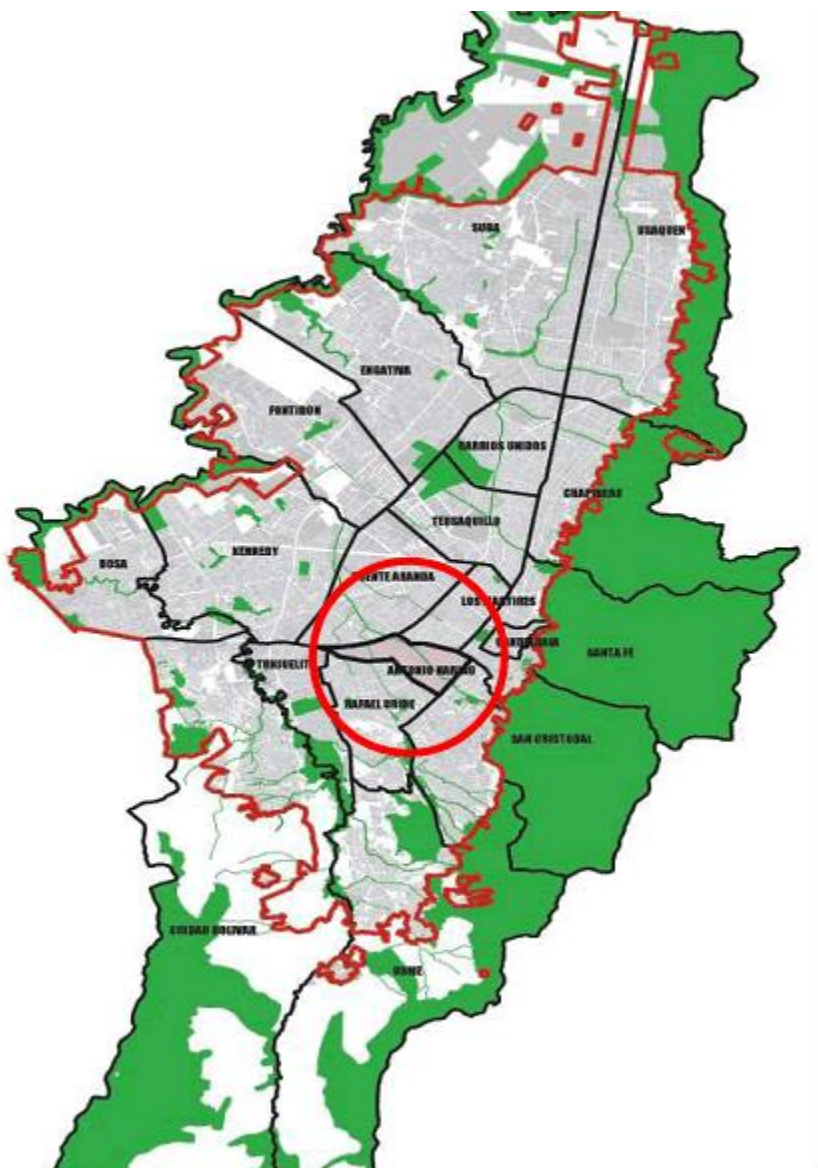 SUBA
USAQUEN
ENGATIVA
FONTIBON
BARRIOS UNIDOS
CHAPINERO
TEUSAQUILLO
KENNEDY
BOSA
PUENTE ARANDA
LOS MARTIRES
CANDELARIA
SANTA FE
TUNJUELITO
ANTONIO NARIÑO
RAFAEL URIBE
SAN CRISTOBAL
CIUDAD BOLIVAR
USME